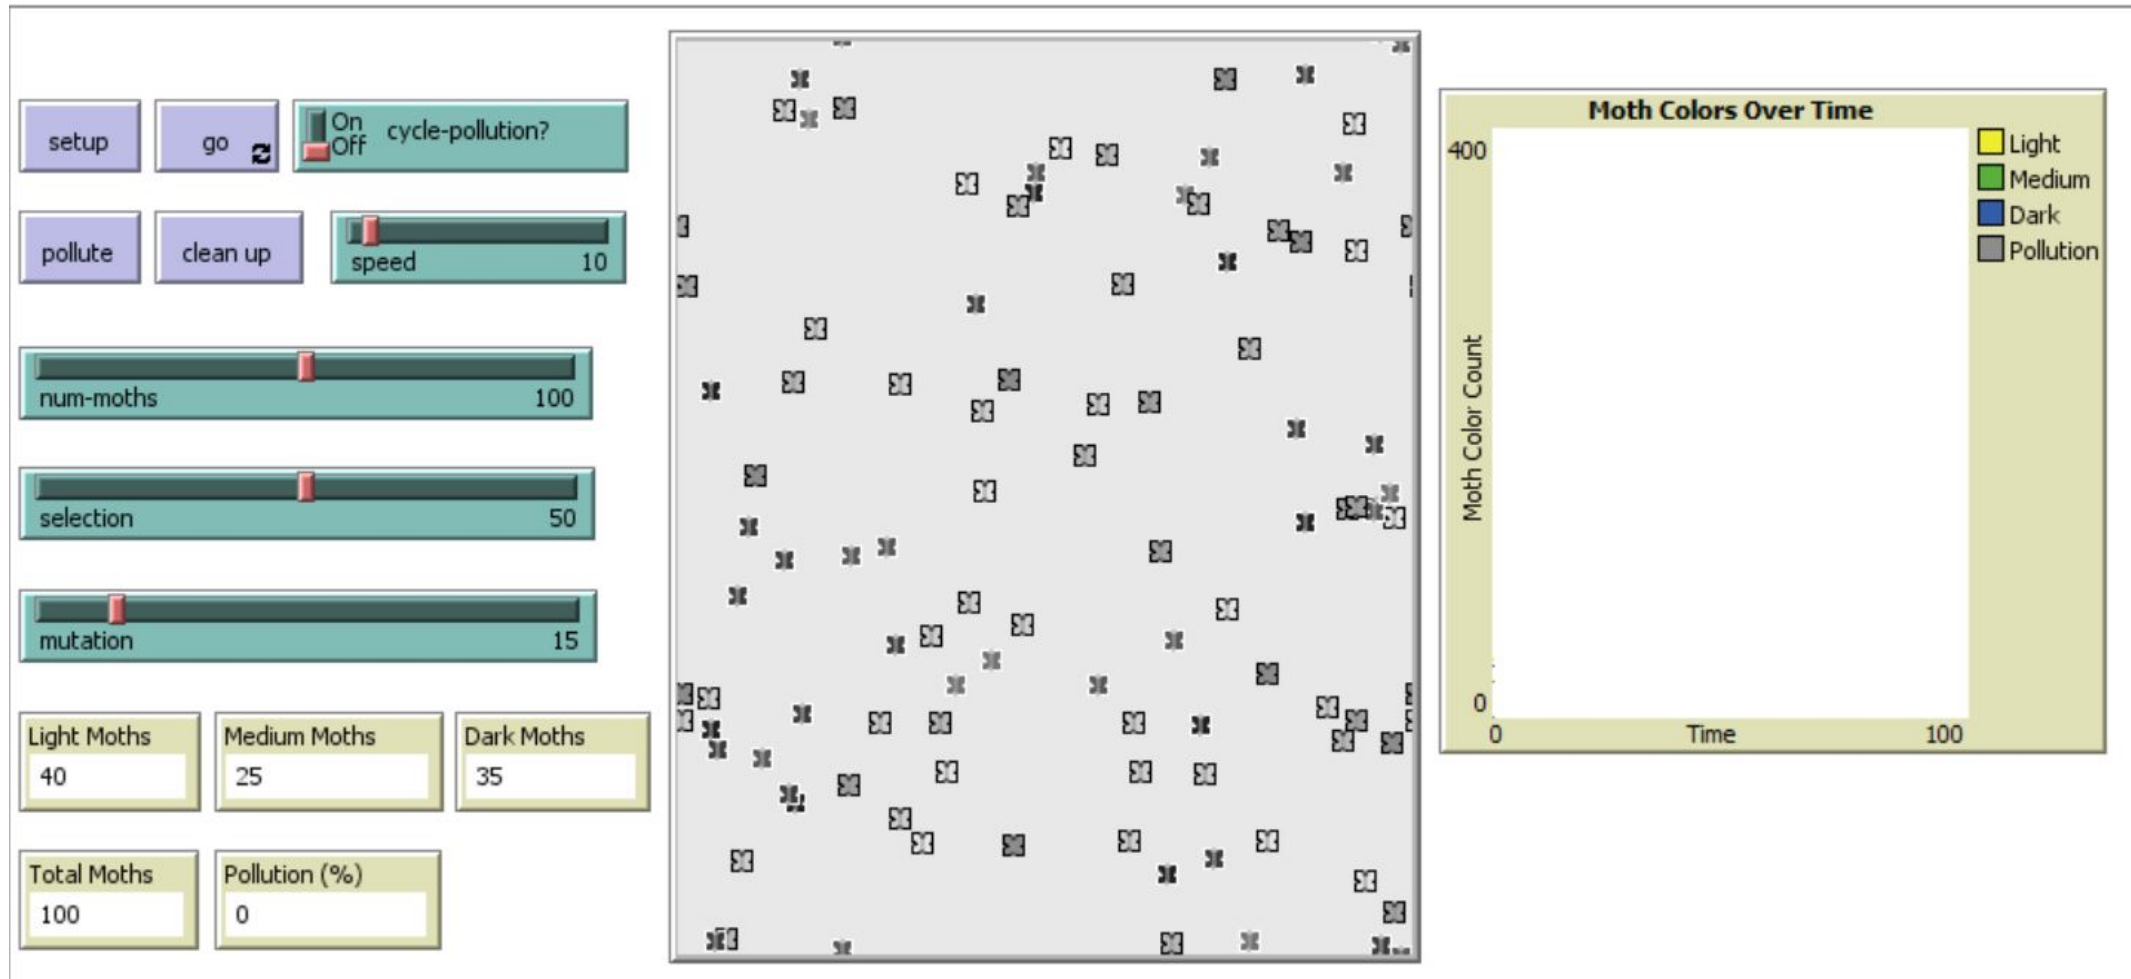 setup
go
On
Off
cycle-pollution?
pollute
clean up
speed 10
num-moths 100
selection 50
mutation 15
Light Moths
40
Medium Moths
25
Dark Moths
35
Total Moths
100
Pollution (%)
0
Moth Colors Over Time
400
Moth Color Count
0
0 Time 100
Light
Medium
Dark
Pollution